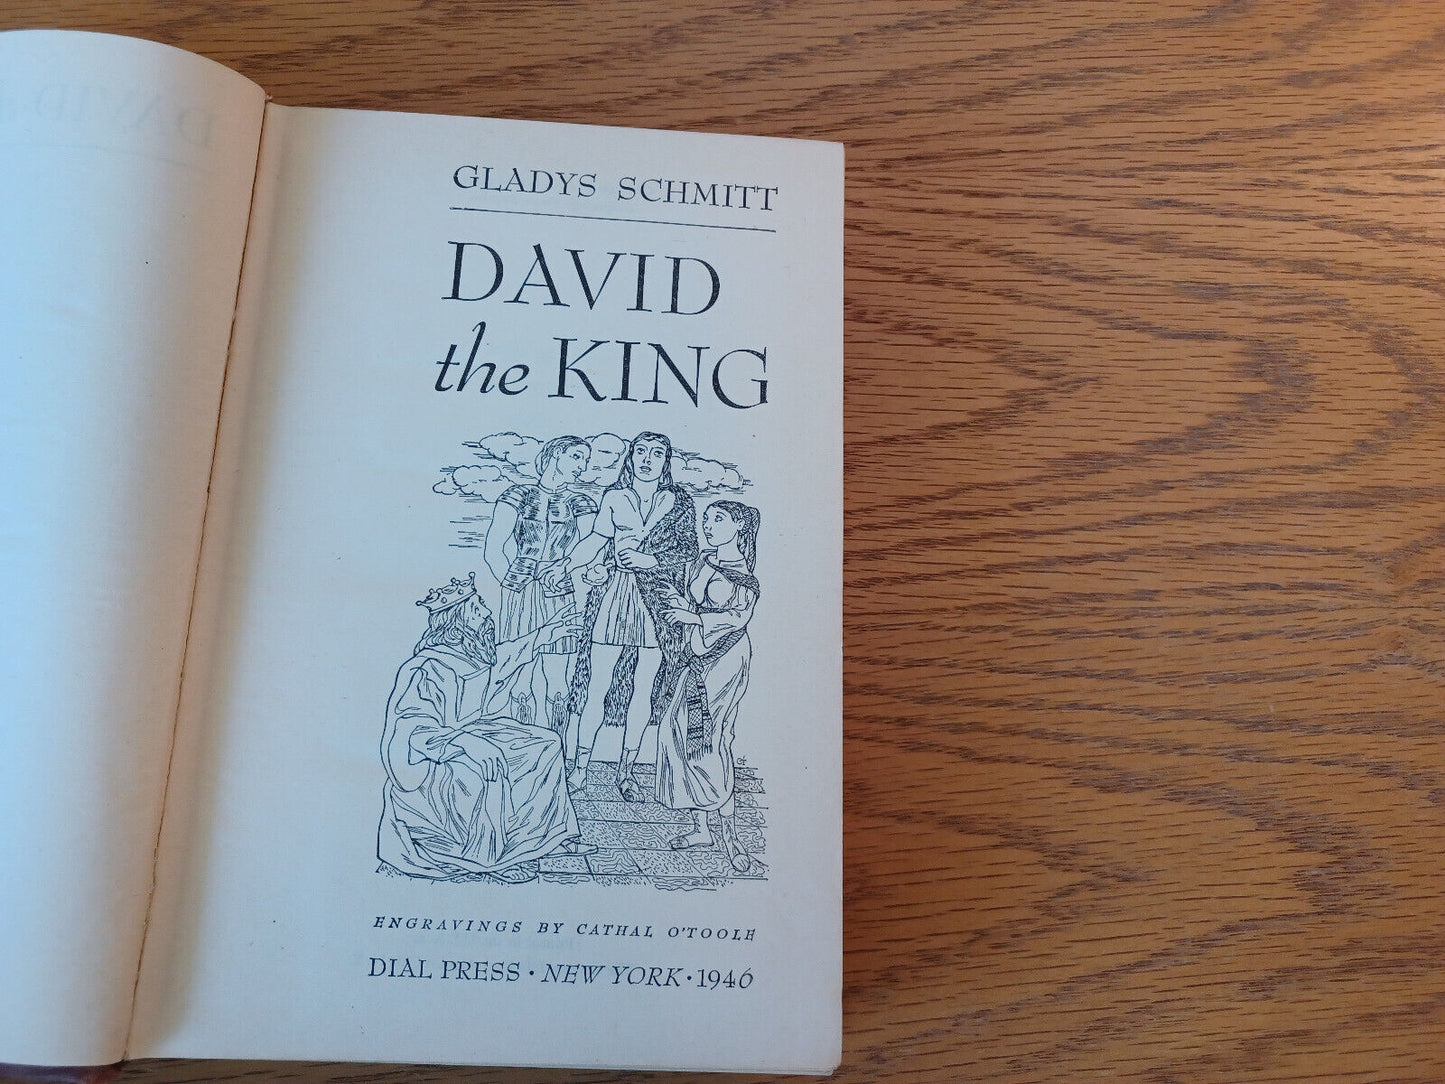 GLADYS SCHMITT
DAVID
the KING
ENGRAVINGS BY CATHAL O'TOOLE
DIAL PRESS · NEW YORK · 1946